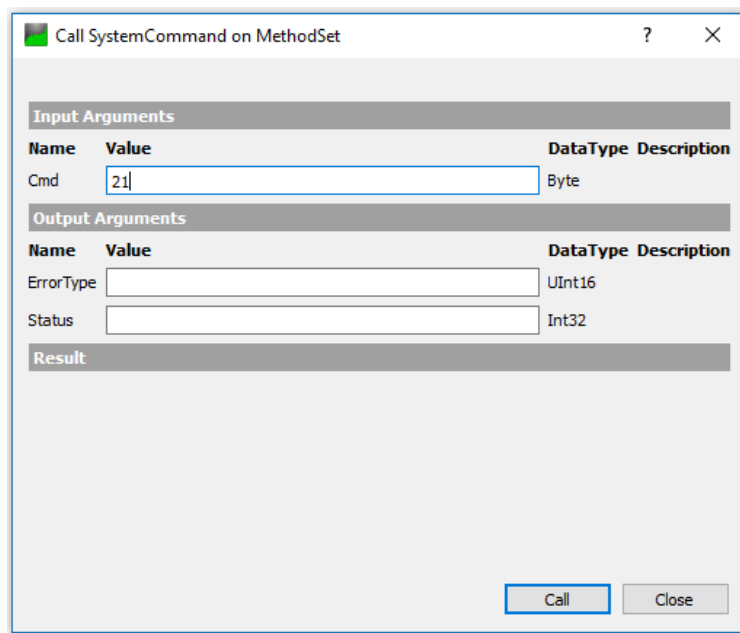 Call SystemCommand on MethodSet ? X
Input Arguments
Name Value DataType Description
Cmd 21 Byte
Output Arguments
Name Value DataType Description
ErrorType UInt16
Status Int32
Result
Call Close